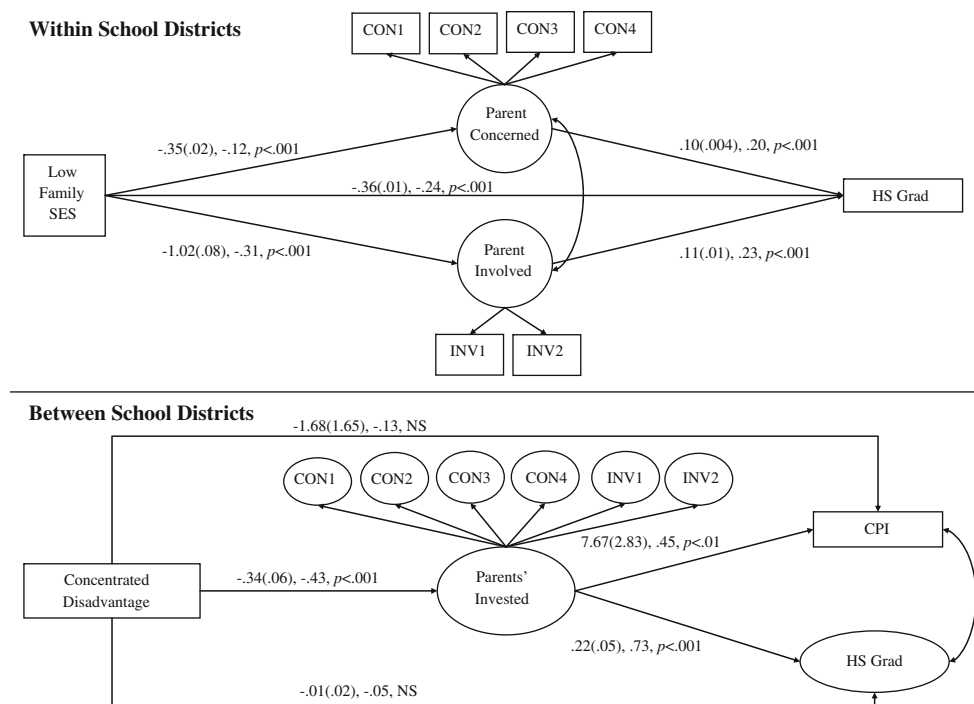 Within School Districts
CON1
CON2
CON3
CON4
Parent
Concerned
-.35(.02), -.12, p<.001
.10(.004), .20, p<.001
Low
Family
SES
-.36(.01), -.24, p<.001
HS Grad
-1.02(.08), -.31, p<.001
Parent
Involved
.11(.01), .23, p<.001
INV1
INV2
Between School Districts
-1.68(1.65), -.13, NS
CON1
CON2
CON3
CON4
INV1
INV2
7.67(2.83), .45, p<.01
CPI
Concentrated
Disadvantage
-.34(.06), -.43, p<.001
Parents’
Invested
.22(.05), .73, p<.001
HS Grad
-.01(.02), -.05, NS